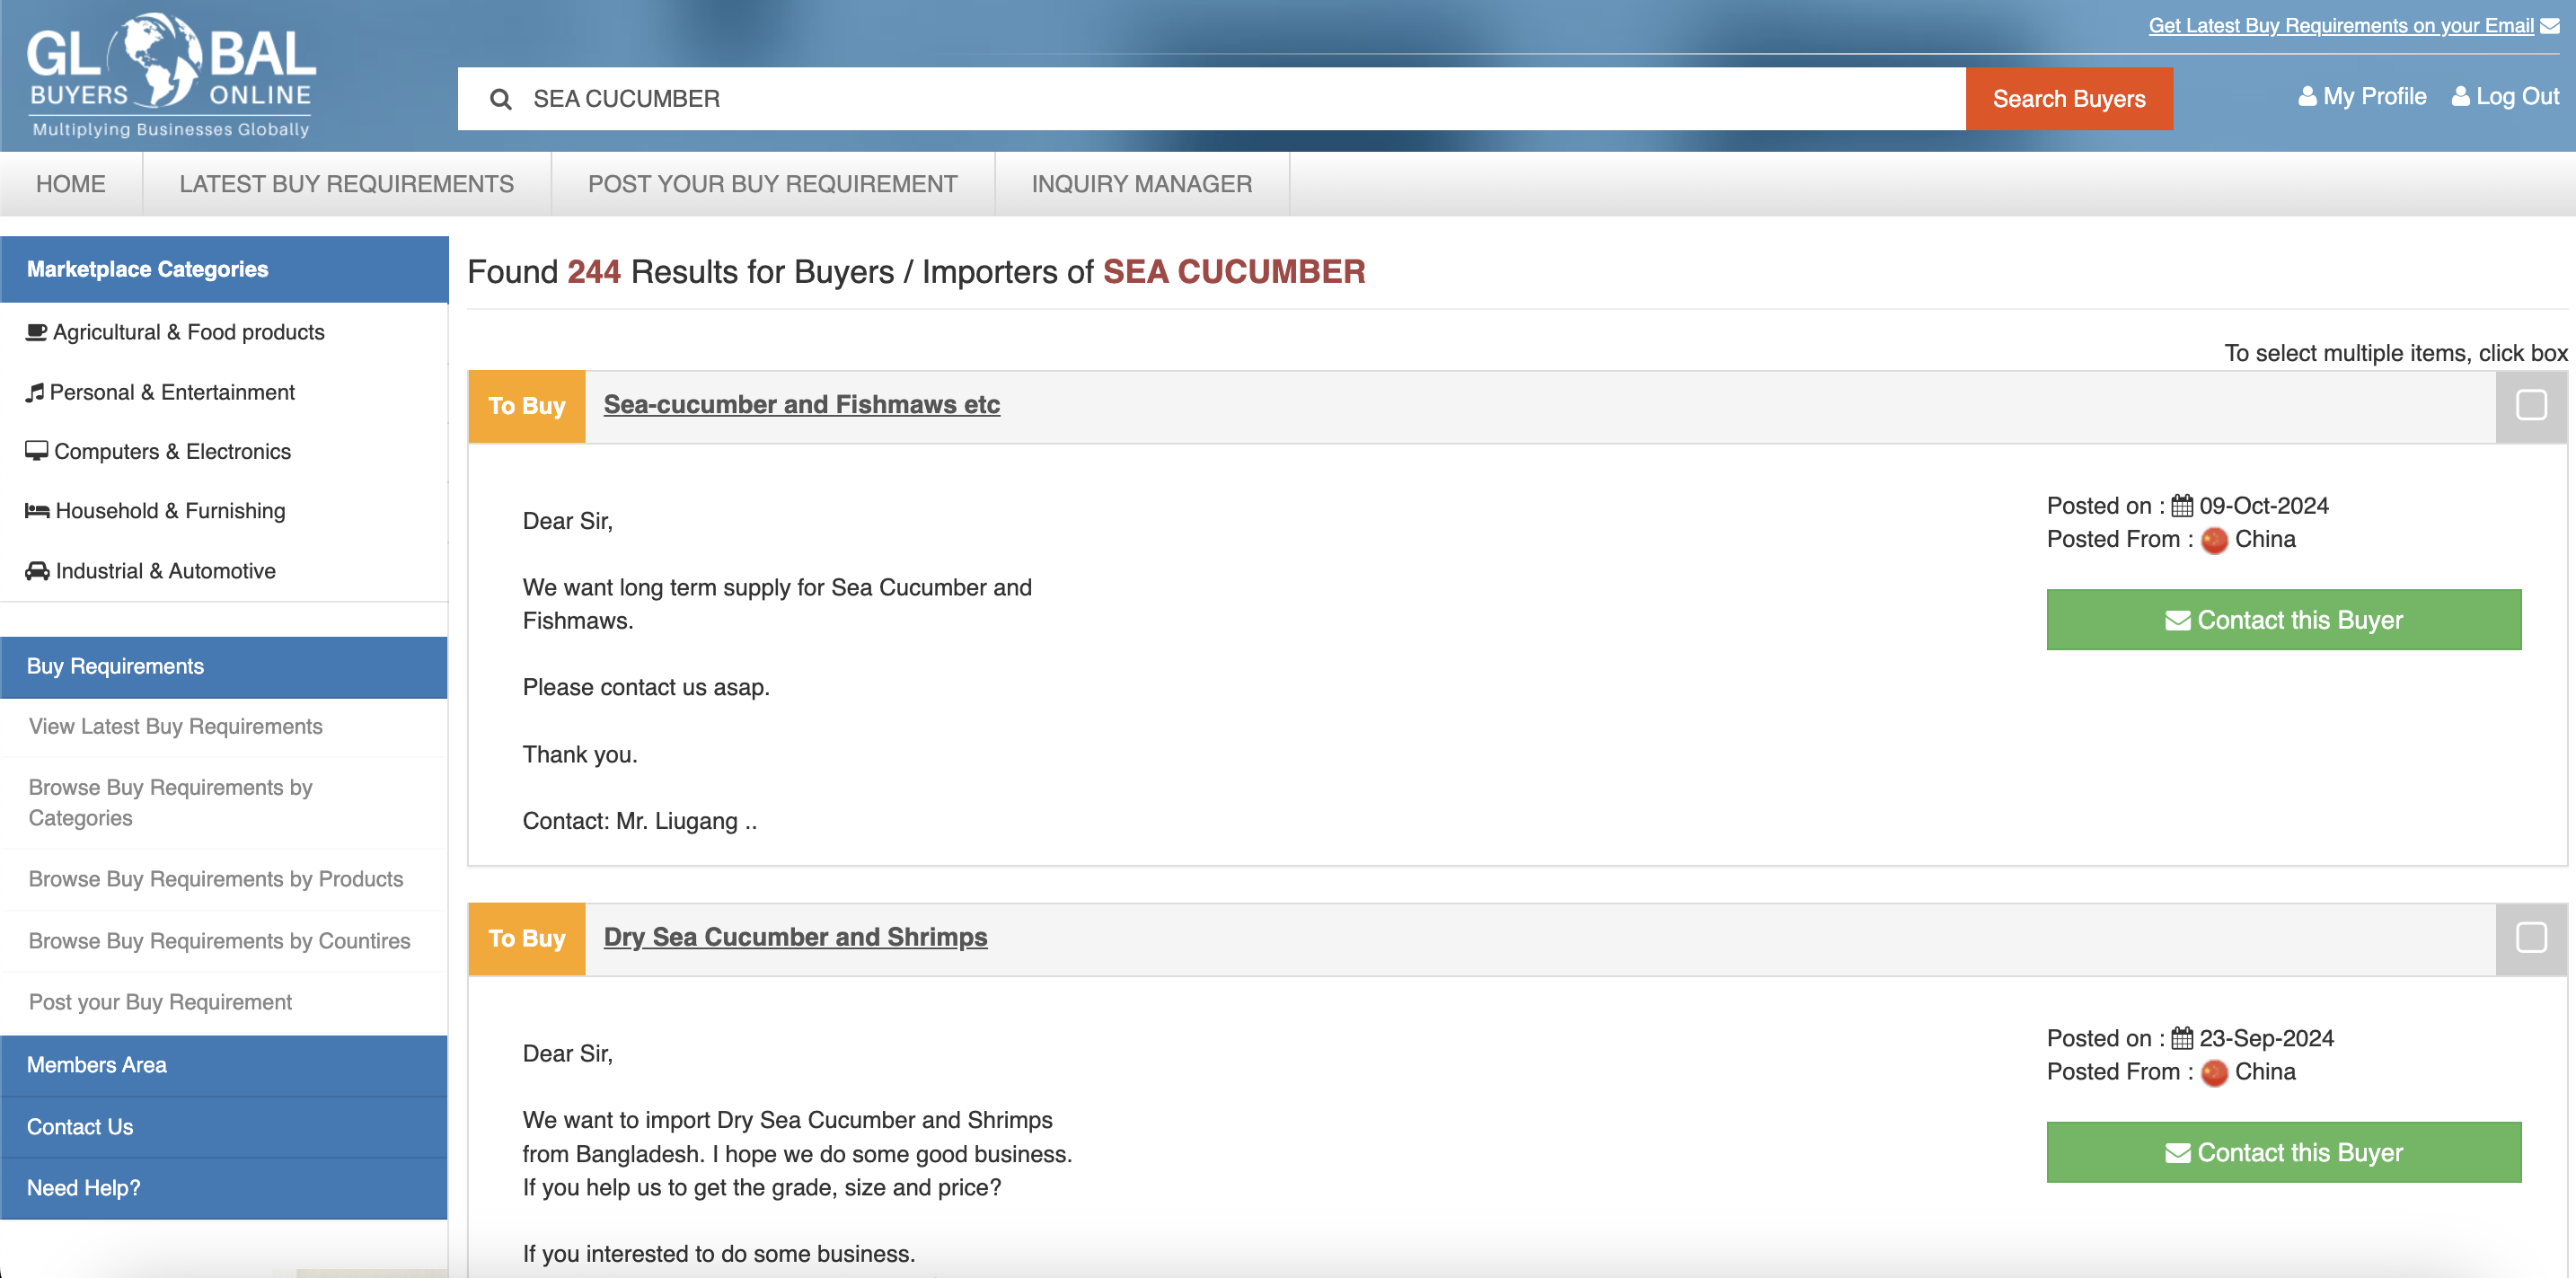 GLOBAL
BUYERS ONLINE
Multiplying Businesses Globally
Get Latest Buy Requirements on your Email
SEA CUCUMBER
Search Buyers
My Profile
Log Out
HOME
LATEST BUY REQUIREMENTS
POST YOUR BUY REQUIREMENT
INQUIRY MANAGER
Marketplace Categories
Agricultural & Food products
Personal & Entertainment
Computers & Electronics
Household & Furnishing
Industrial & Automotive
Buy Requirements
View Latest Buy Requirements
Browse Buy Requirements by
Categories
Browse Buy Requirements by Products
Browse Buy Requirements by Countires
Post your Buy Requirement
Members Area
Contact Us
Need Help?
Found 244 Results for Buyers / Importers of SEA CUCUMBER
To select multiple items, click box
To Buy
Sea-cucumber and Fishmaws etc
Dear Sir,
We want long term supply for Sea Cucumber and
Fishmaws.
Please contact us asap.
Thank you.
Contact: Mr. Liugang ..
Posted on : 09-Oct-2024
Posted From : China
Contact this Buyer
To Buy
Dry Sea Cucumber and Shrimps
Dear Sir,
We want to import Dry Sea Cucumber and Shrimps
from Bangladesh. I hope we do some good business.
If you help us to get the grade, size and price?
If you interested to do some business.
Posted on : 23-Sep-2024
Posted From : China
Contact this Buyer